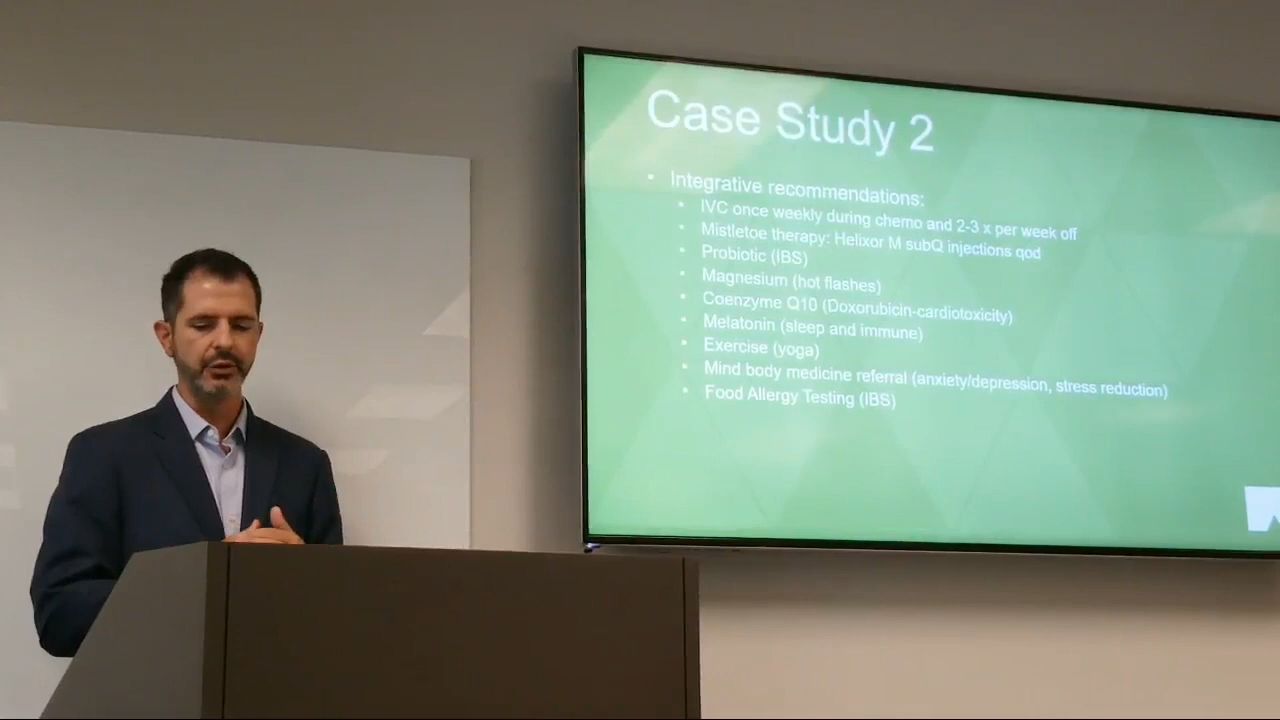 Case Study 2
• Integrative recommendations:
• IVC once weekly during chemo and 2-3 x per week off
• Mistletoe therapy: Helixor M subQ injections qod
• Probiotic (IBS)
• Magnesium (hot flashes)
• Coenzyme Q10 (Doxorubicin-cardiotoxicity)
• Melatonin (sleep and immune)
• Exercise (yoga)
• Mind body medicine referral (anxiety/depression, stress reduction)
• Food Allergy Testing (IBS)